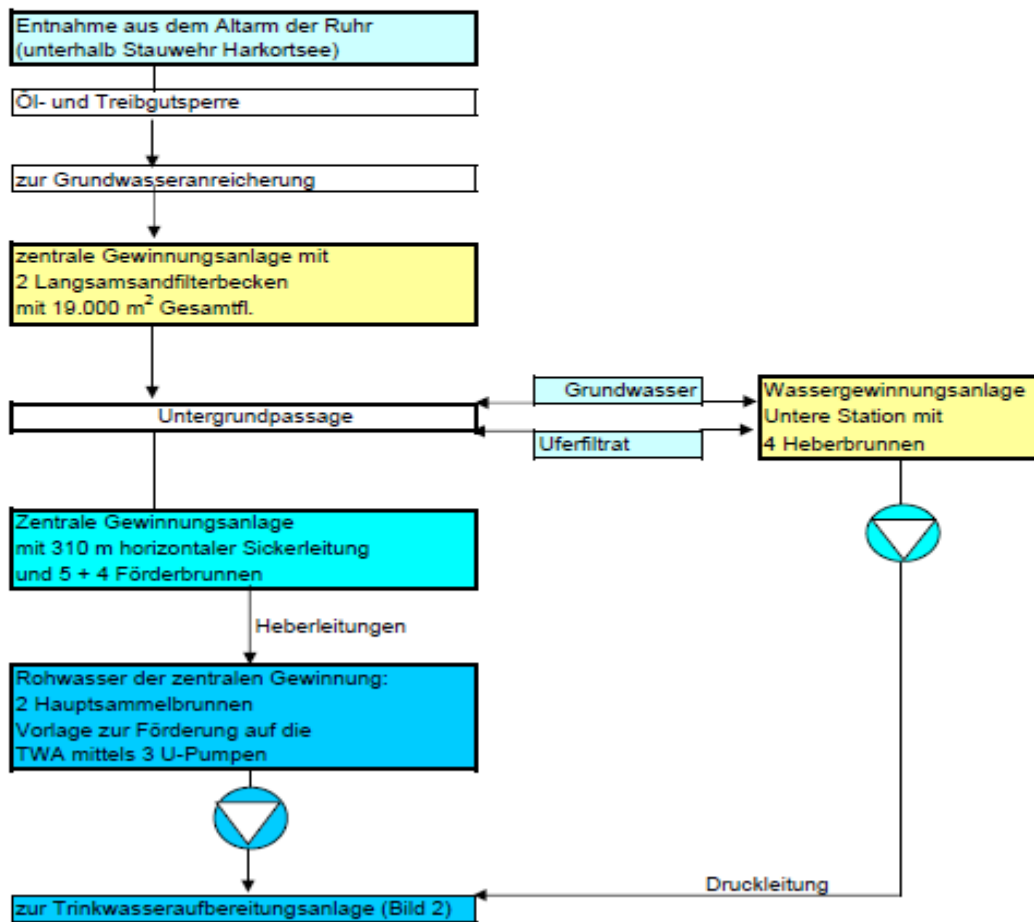 Entnahme aus dem Altarm der Ruhr
(unterhalb Stauwehr Harkortsee)
Öl- und Treibgutsperre
zur Grundwasseranreicherung
zentrale Gewinnungsanlage mit
2 Langsamsandfilterbecken
mit 19.000 m² Gesamtfl.
Untergrundpassage
Grundwasser
Uferfiltrat
Wassergewinnungsanlage
Untere Station mit
4 Heberbrunnen
Zentrale Gewinnungsanlage
mit 310 m horizontaler Sickerleitung
und 5 + 4 Förderbrunnen
Heberleitungen
Rohwasser der zentralen Gewinnung:
2 Hauptsammelbrunnen
Vorlage zur Förderung auf die
TWA mittels 3 U-Pumpen
Druckleitung
zur Trinkwasseraufbereitungsanlage (Bild 2)